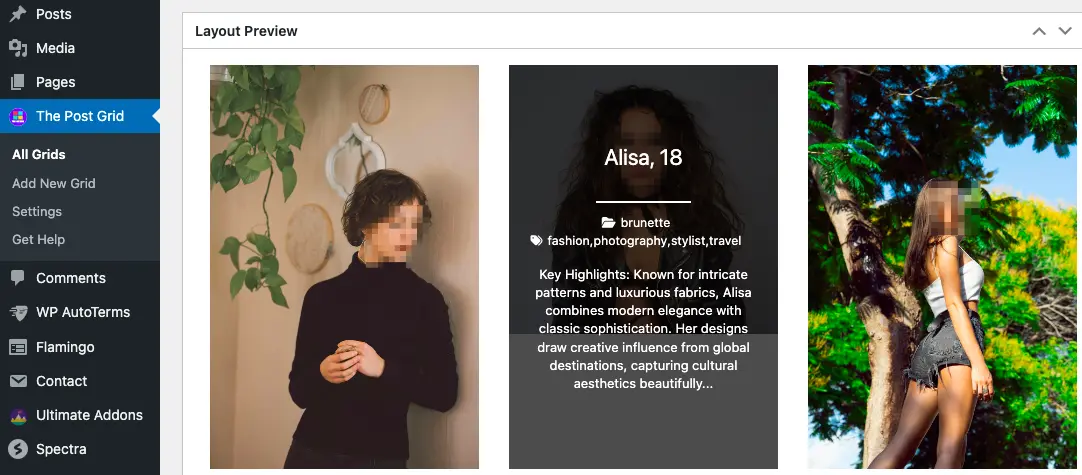 Posts
Media
Pages
The Post Grid
All Grids
Add New Grid
Settings
Get Help
Comments
WP AutoTerms
Flamingo
Contact
Ultimate Addons
Spectra
Layout Preview
Alisa, 18
brunette
fashion,photography,stylist,travel
Key Highlights: Known for intricate
patterns and luxurious fabrics, Alisa
combines modern elegance with
classic sophistication. Her designs
draw creative influence from global
destinations, capturing cultural
aesthetics beautifully...